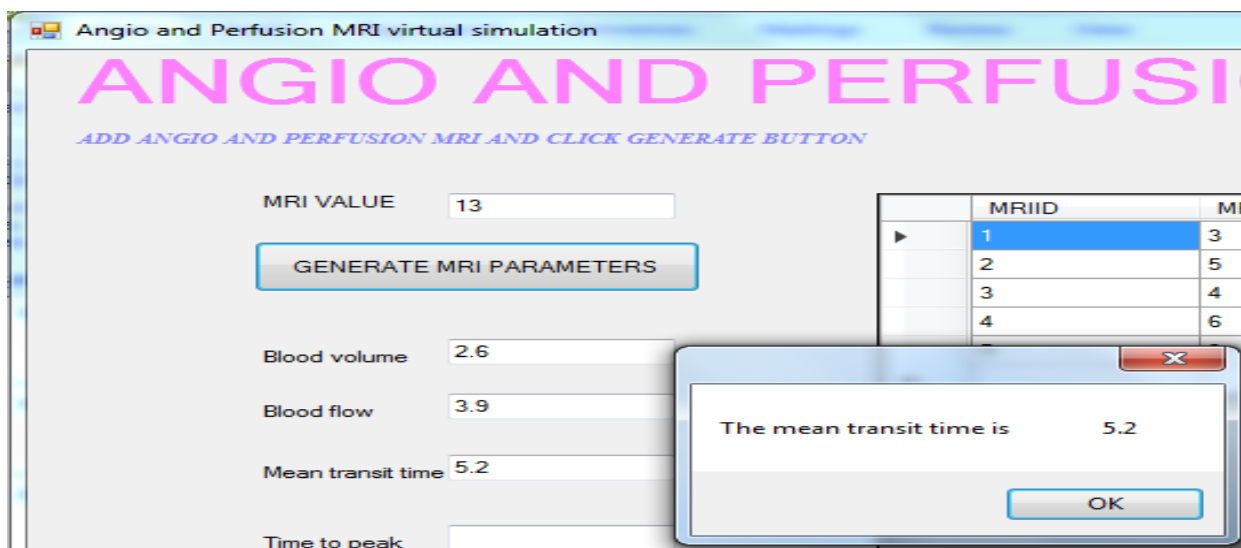 Angio and Perfusion MRI virtual simulation
ANGIO AND PERFUSI
ADD ANGIO AND PERFUSION MRI AND CLICK GENERATE BUTTON
MRI VALUE 13
GENERATE MRI PARAMETERS
Blood volume 2.6
Blood flow 3.9
Mean transit time 5.2
Time to peak
MRIID
1 3
2 5
3 4
4 6
The mean transit time is 5.2
OK